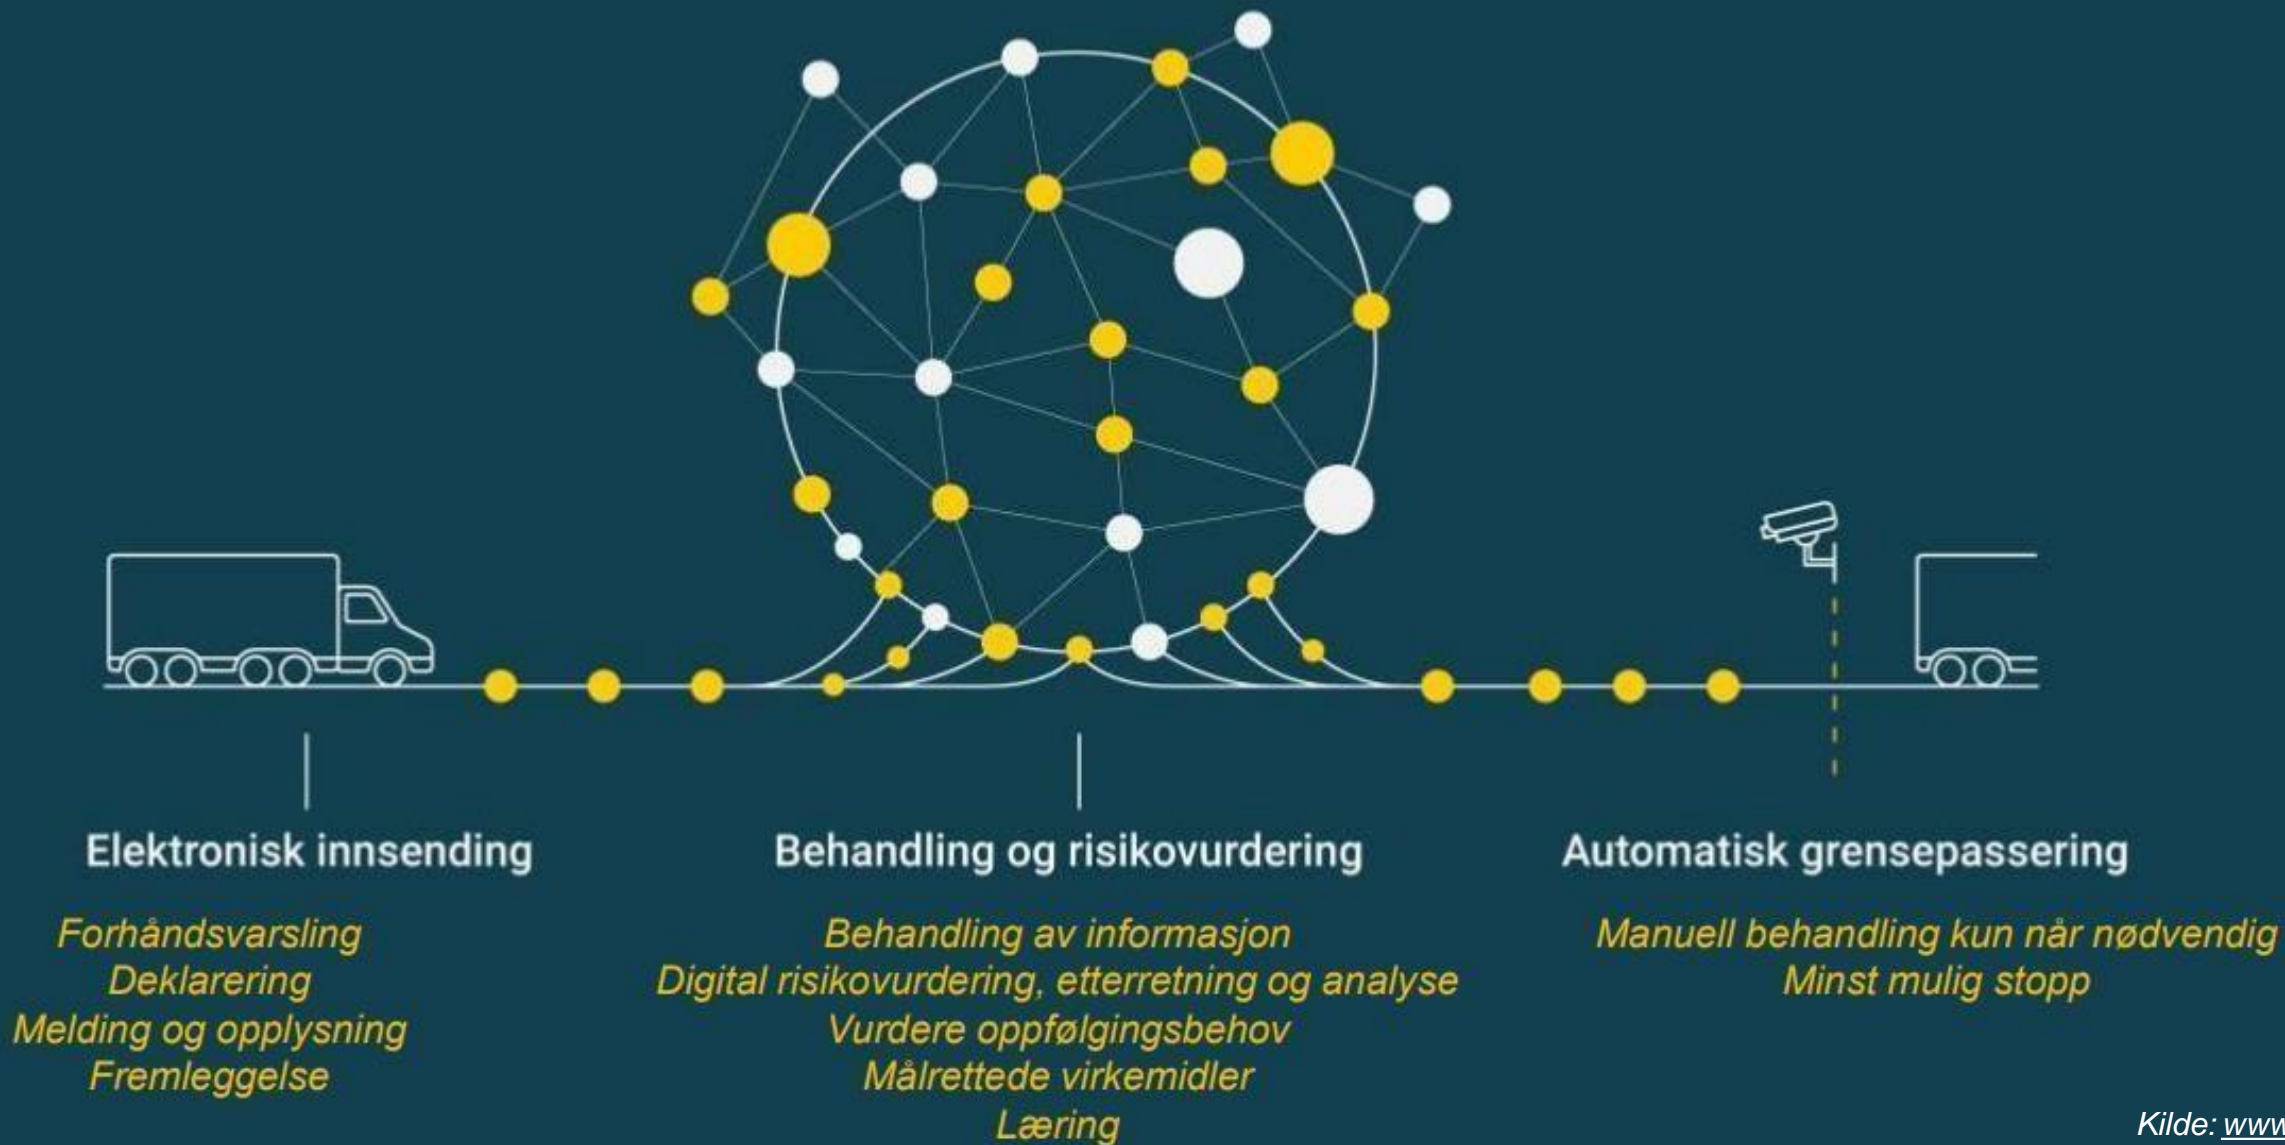 Elektronisk innsending
Forhåndsvarsling
Deklarering
Melding og opplysning
Fremleggelse
Behandling og risikovurdering
Behandling av informasjon
Digital risikovurdering, etterretning og analyse
Vurdere oppfølgingsbehov
Målrettede virkemidler
Læring
Automatisk grensepassering
Manuell behandling kun når nødvendig
Minst mulig stopp
Kilde: www